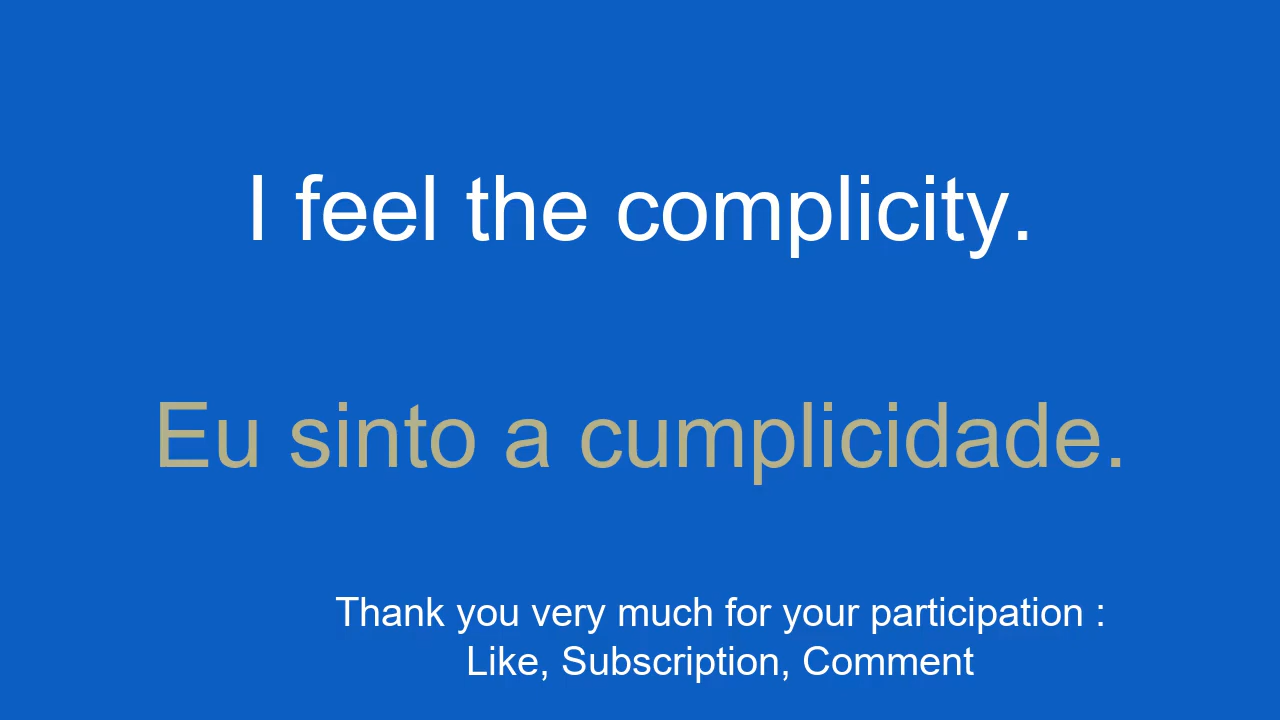 I feel the complicity.
Eu sinto a cumplicidade.
Thank you very much for your participation :
Like, Subscription, Comment